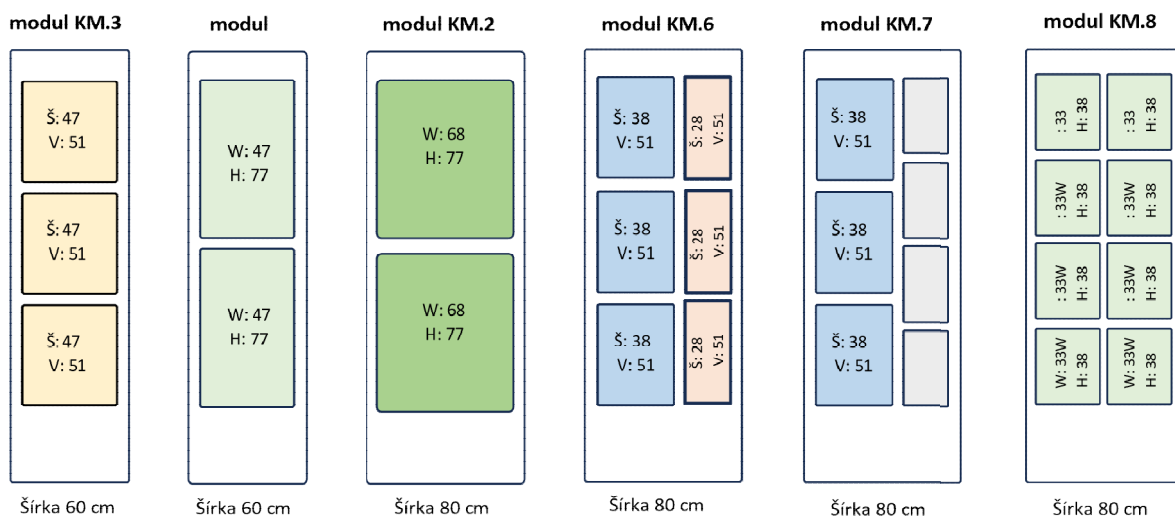 modul KM.3
modul
modul KM.2
modul KM.6
modul KM.7
modul KM.8
Š: 47
V: 51
Š: 47
V: 51
Š: 47
V: 51
W: 47
H: 77
W: 47
H: 77
W: 68
H: 77
W: 68
H: 77
Š: 38
V: 51
Š: 28
V: 51
Š: 38
V: 51
Š: 28
V: 51
Š: 38
V: 51
Š: 28
V: 51
Š: 38
V: 51
Š: 38
V: 51
Š: 38
V: 51
: 33
H: 38
: 33
H: 38
: 33W
H: 38
: 33W
H: 38
: 33W
H: 38
: 33W
H: 38
W: 33W
H: 38
W: 33W
H: 38
Šírka 60 cm
Šírka 60 cm
Šírka 80 cm
Šírka 80 cm
Šírka 80 cm
Šírka 80 cm